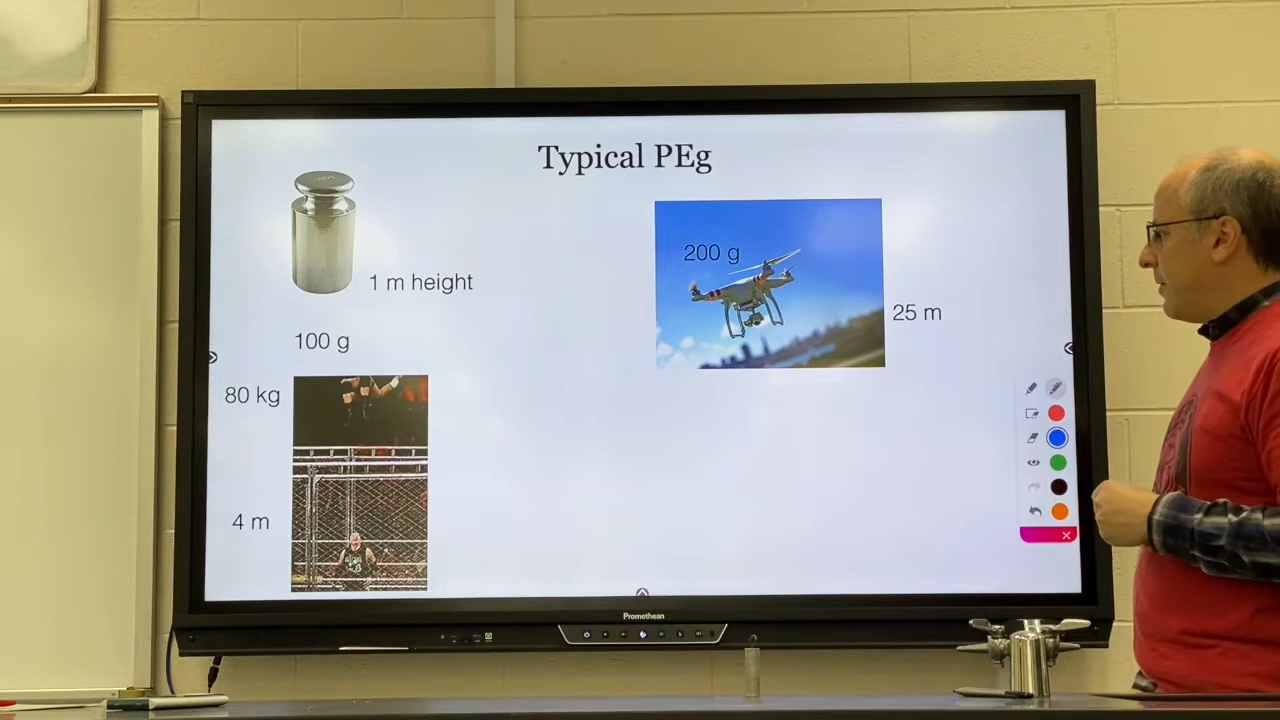 Typical PEg
1 m height
100 g
200 g
25 m
80 kg
4 m
Promethean